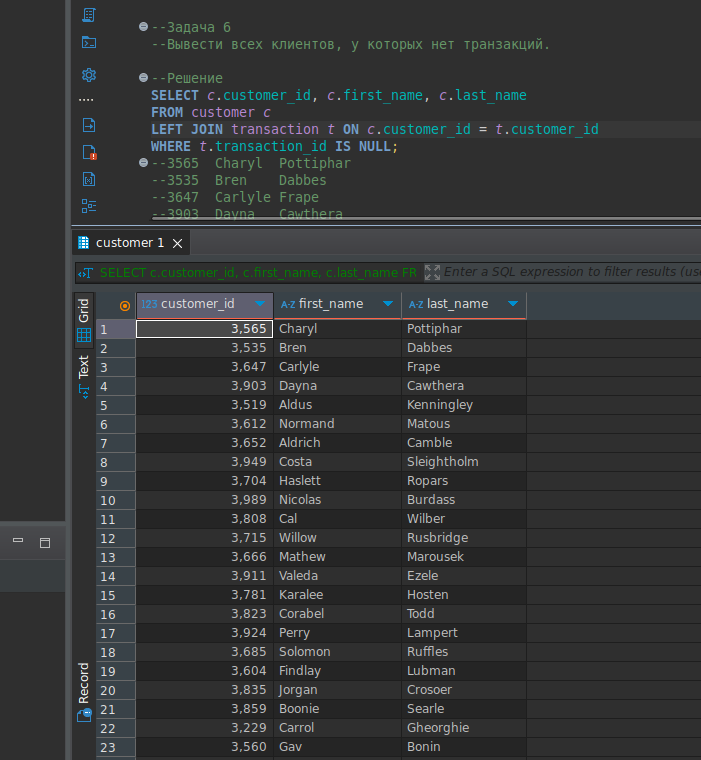 --Задача 6
--Вывести всех клиентов, у которых нет транзакций.
--Решение
SELECT c.customer_id, c.first_name, c.last_name
FROM customer c
LEFT JOIN transaction t ON c.customer_id = t.customer_id
WHERE t.transaction_id IS NULL;
--3565 Charyl Pottiphar
--3535 Bren Dabbes
--3647 Carlyle Frape
--3903 Dayna Cawthera
customer 1
SELECT c.customer_id, c.first_name, c.last_name FR Enter a SQL expression to filter results (use
Grid
Text
Record
123 customer_id A-Z first_name A-Z last_name
1 3,565 Charyl Pottiphar
2 3,535 Bren Dabbes
3 3,647 Carlyle Frape
4 3,903 Dayna Cawthera
5 3,519 Aldus Kenningley
6 3,612 Normand Matous
7 3,652 Aldrich Camble
8 3,949 Costa Sleightholm
9 3,704 Haslett Ropars
10 3,989 Nicolas Burdass
11 3,808 Cal Wilber
12 3,715 Willow Rusbridge
13 3,666 Mathew Marousek
14 3,911 Valeda Ezele
15 3,781 Karalee Hosten
16 3,823 Corabel Todd
17 3,924 Perry Lampert
18 3,685 Solomon Ruffles
19 3,604 Findlay Lubman
20 3,835 Jorgan Crosoer
21 3,859 Boonie Searle
22 3,229 Carrol Gheorghie
23 3,560 Gav Bonin